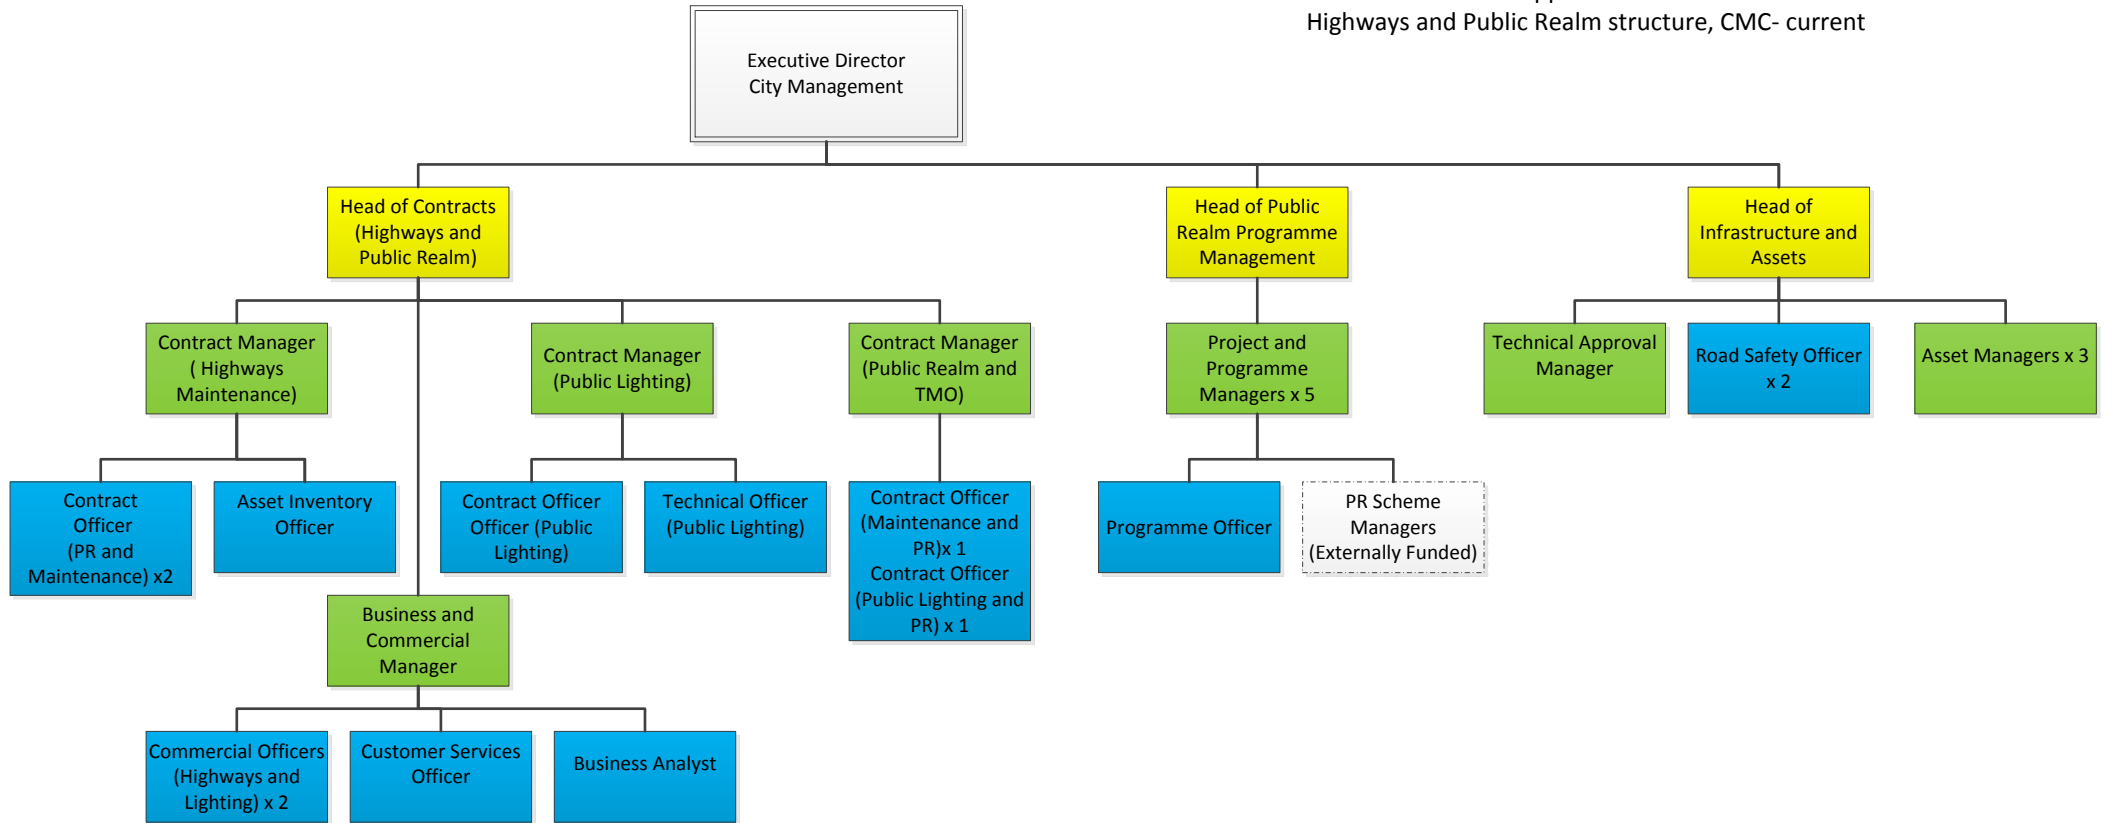 Highways and Public Realm structure, CMC- current
Executive Director
City Management
Head of Contracts
(Highways and
Public Realm)
Head of Public
Realm Programme
Management
Head of
Infrastructure and
Assets
Contract Manager
( Highways
Maintenance)
Contract Manager
(Public Lighting)
Contract Manager
(Public Realm and
TMO)
Project and
Programme
Managers x 5
Technical Approval
Manager
Road Safety Officer
x 2
Asset Managers x 3
Contract
Officer
(PR and
Maintenance) x2
Asset Inventory
Officer
Contract Officer
Officer (Public
Lighting)
Technical Officer
(Public Lighting)
Contract Officer
(Maintenance and
PR)x 1
Contract Officer
(Public Lighting and
PR) x 1
Programme Officer
PR Scheme
Managers
(Externally Funded)
Business and
Commercial
Manager
Commercial Officers
(Highways and
Lighting) x 2
Customer Services
Officer
Business Analyst